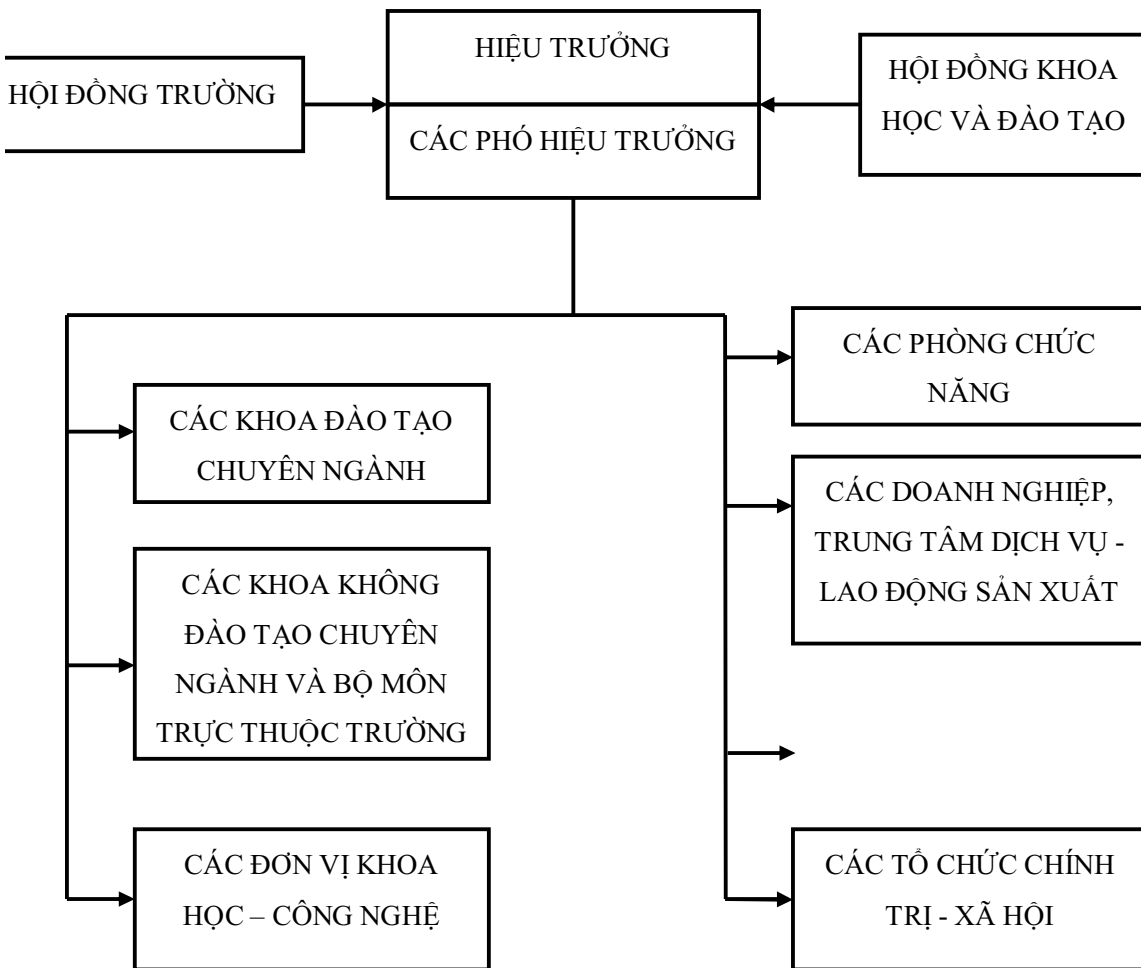 HỘI ĐỒNG TRƯỜNG
HIỆU TRƯỞNG
CÁC PHÓ HIỆU TRƯỞNG
HỘI ĐỒNG KHOA
HỌC VÀ ĐÀO TẠO
CÁC KHOA ĐÀO TẠO
CHUYÊN NGÀNH
CÁC KHOA KHÔNG
ĐÀO TẠO CHUYÊN
NGÀNH VÀ BỘ MÔN
TRỰC THUỘC TRƯỜNG
CÁC ĐƠN VỊ KHOA
HỌC – CÔNG NGHỆ
CÁC PHÒNG CHỨC
NĂNG
CÁC DOANH NGHIỆP,
TRUNG TÂM DỊCH VỤ -
LAO ĐỘNG SẢN XUẤT
CÁC TỔ CHỨC CHÍNH
TRỊ - XÃ HỘI